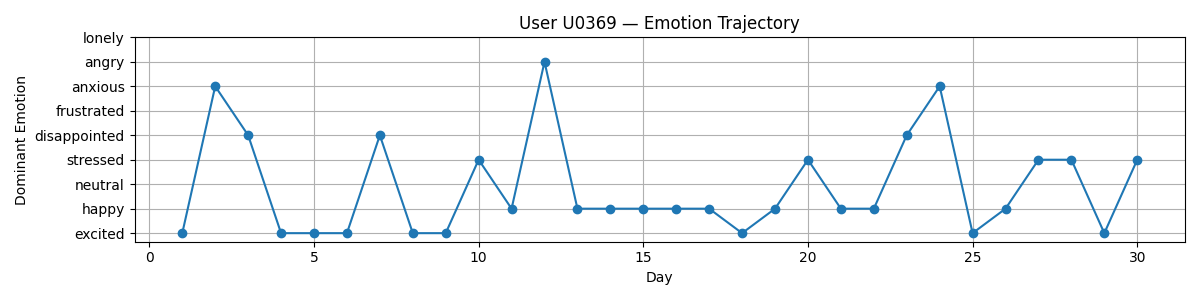 User U0369 — Emotion Trajectory
Dominant Emotion
lonely
angry
anxious
frustrated
disappointed
stressed
neutral
happy
excited
0 5 10 15 20 25 30
Day